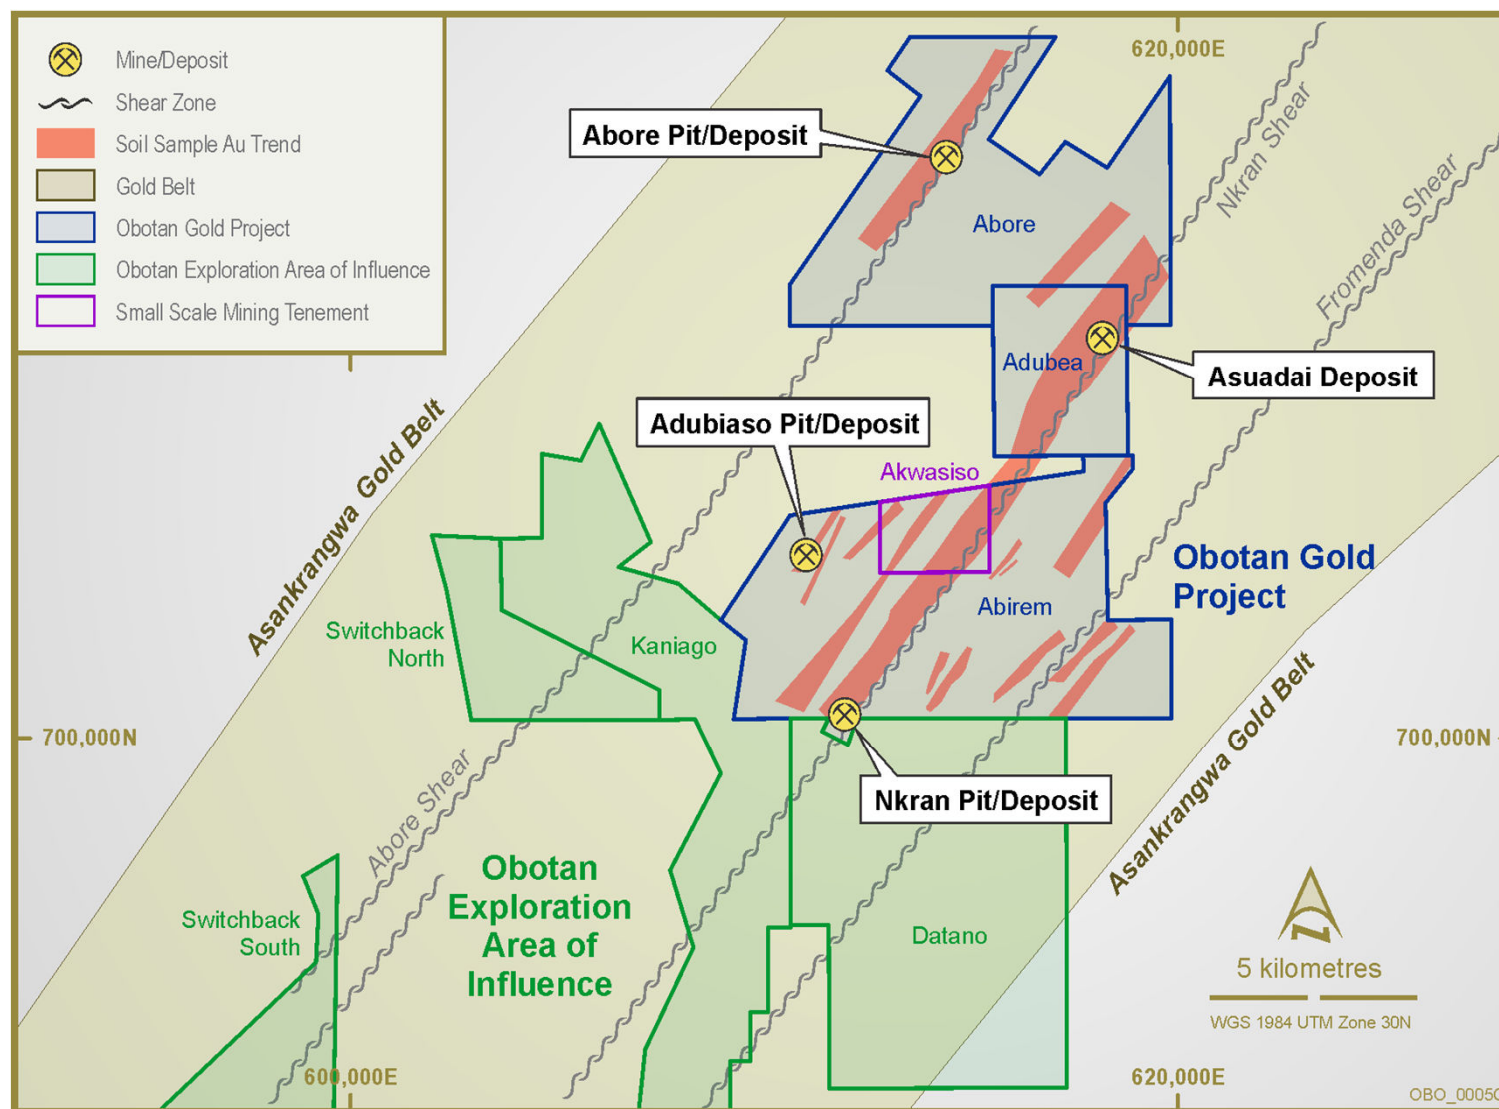 Mine/Deposit
Shear Zone
Soil Sample Au Trend
Gold Belt
Obotan Gold Project
Obotan Exploration Area of Influence
Small Scale Mining Tenement
620,000E
Abore Pit/Deposit
Nkran Shear
Fromenda Shear
Abore
Adubea
Asuadai Deposit
Adubiaso Pit/Deposit
Akwasiso
Asankrangwa Gold Belt
Obotan Gold
Project
Abirem
Switchback
North
Kaniago
700,000N
700,000N
Nkran Pit/Deposit
Asankrangwa Gold Belt
Abore Shear
Obotan
Exploration
Area of
Influence
Switchback
South
Datano
N
5 kilometres
WGS 1984 UTM Zone 30N
600,000E
620,000E
OBO_0005